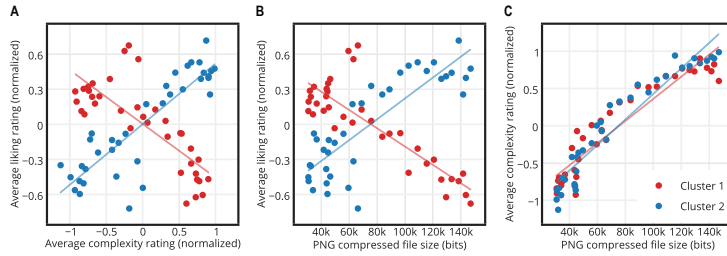 A
B
C
Average liking rating (normalized)
0.6
0.3
0
−0.3
−0.6
−1
−0.5
0
0.5
1
Average complexity rating (normalized)
Average liking rating (normalized)
0.6
0.3
0
−0.3
−0.6
40k
60k
80k
100k
120k
140k
PNG compressed file size (bits)
Average complexity rating (normalized)
1
0.5
0
−0.5
−1
Cluster 1
Cluster 2
40k
60k
80k
100k
120k
140k
PNG compressed file size (bits)